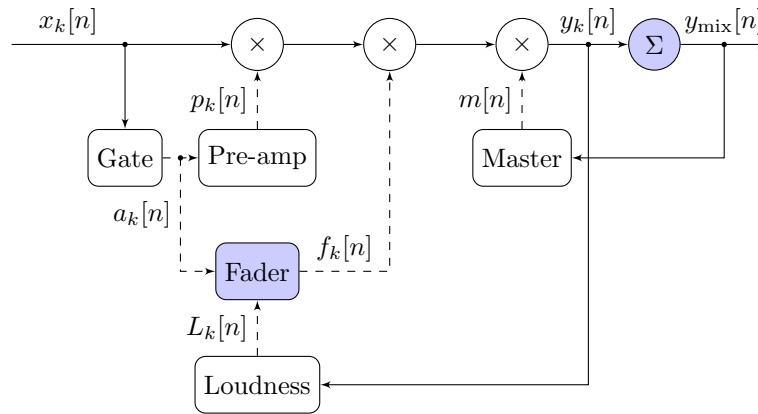 x_k[n]
y_k[n]
y_mix[n]
×
×
×
Σ
p_k[n]
m[n]
Gate
Pre-amp
Master
a_k[n]
f_k[n]
Fader
L_k[n]
Loudness